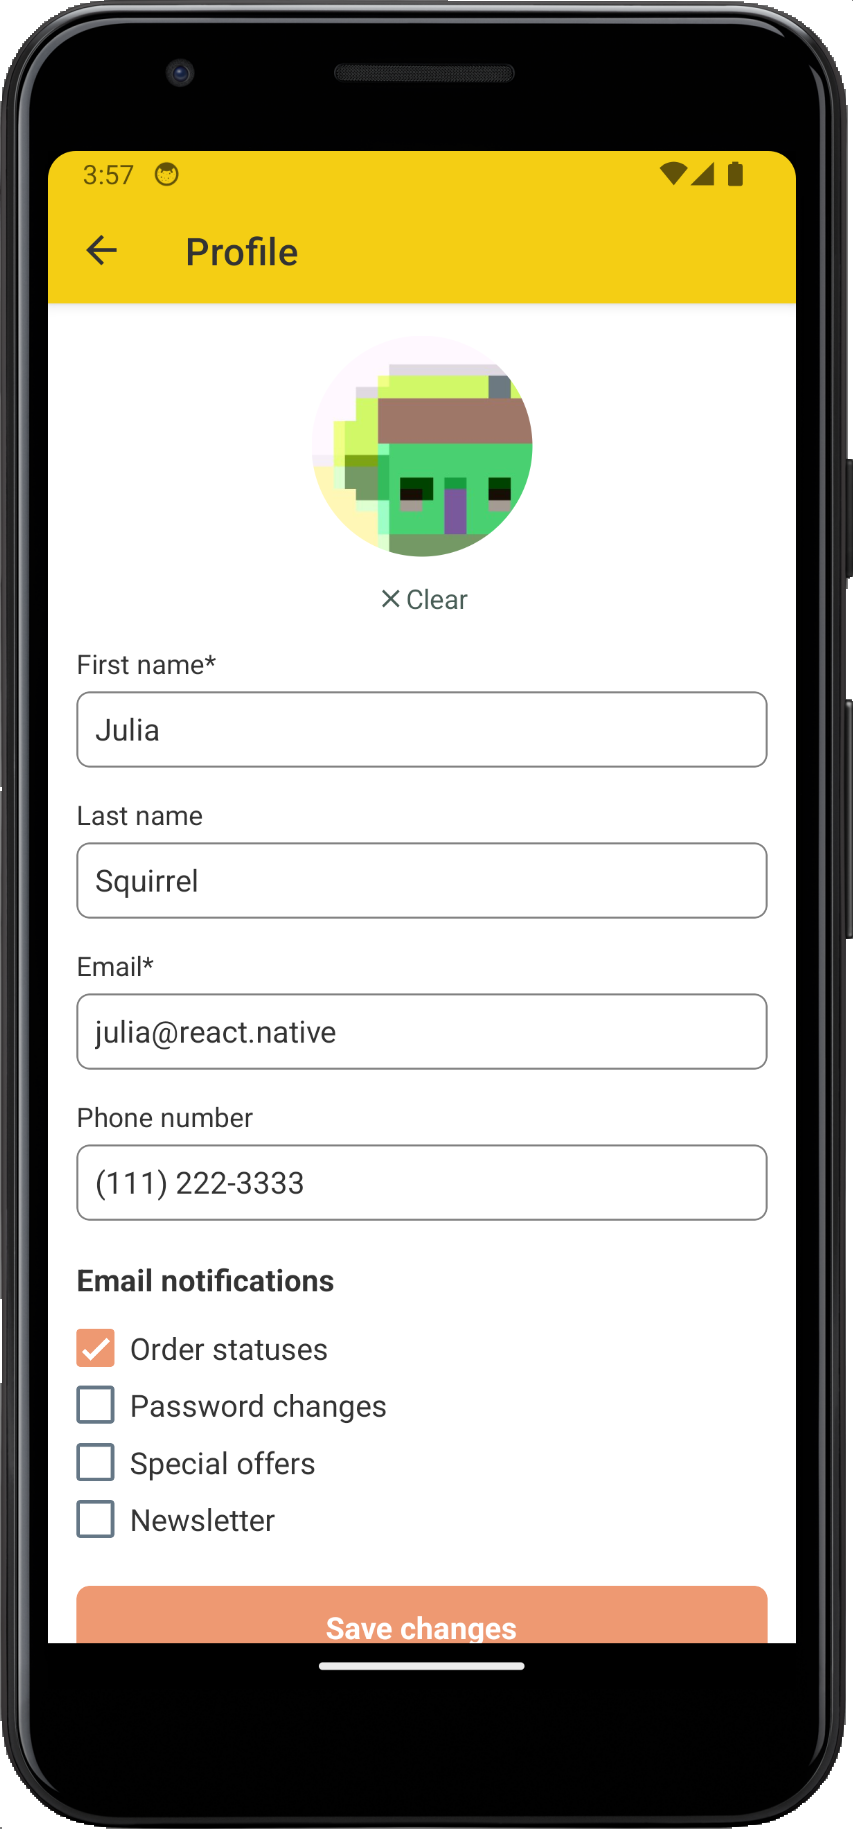 3:57
Profile
Clear
First name*
Julia
Last name
Squirrel
Email*
julia@react.native
Phone number
(111) 222-3333
Email notifications
Order statuses
Password changes
Special offers
Newsletter
Save changes